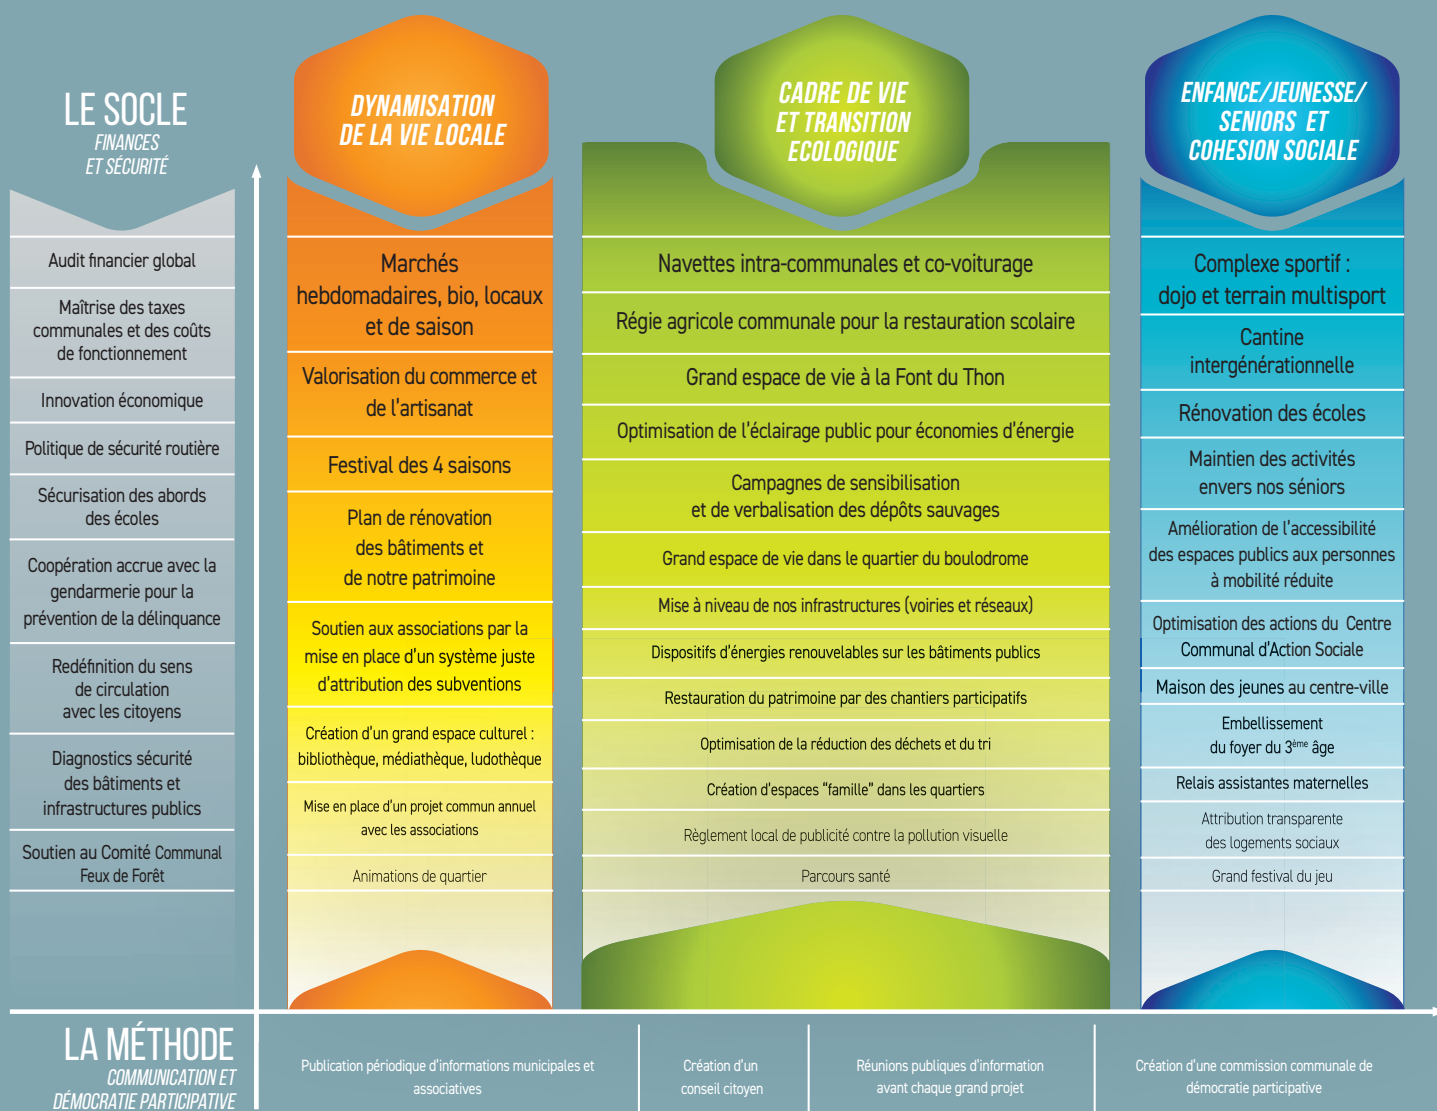 LE SOCLE
FINANCES
ET SÉCURITÉ
Audit financier global
Maîtrise des taxes
communales et des coûts
de fonctionnement
Innovation économique
Politique de sécurité routière
Sécurisation des abords
des écoles
Coopération accrue avec la
gendarmerie pour la
prévention de la délinquance
Redéfinition du sens
de circulation
avec les citoyens
Diagnostics sécurité
des bâtiments et
infrastructures publics
Soutien au Comité Communal
Feux de Forêt
DYNAMISATION
DE LA VIE LOCALE
Marchés
hebdomadaires, bio, locaux
et de saison
Valorisation du commerce et
de l'artisanat
Festival des 4 saisons
Plan de rénovation
des bâtiments et
de notre patrimoine
Soutien aux associations par la
mise en place d'un système juste
d'attribution des subventions
Création d'un grand espace culturel :
bibliothèque, médiathèque, ludothèque
Mise en place d'un projet commun annuel
avec les associations
Animations de quartier
CADRE DE VIE
ET TRANSITION
ECOLOGIQUE
Navettes intra-communales et co-voiturage
Régie agricole communale pour la restauration scolaire
Grand espace de vie à la Font du Thon
Optimisation de l'éclairage public pour économies d'énergie
Campagnes de sensibilisation
et de verbalisation des dépôts sauvages
Grand espace de vie dans le quartier du boulodrome
Mise à niveau de nos infrastructures (voiries et réseaux)
Dispositifs d'énergies renouvelables sur les bâtiments publics
Restauration du patrimoine par des chantiers participatifs
Optimisation de la réduction des déchets et du tri
Création d'espaces “famille” dans les quartiers
Règlement local de publicité contre la pollution visuelle
Parcours santé
ENFANCE/JEUNESSE/
SENIORS ET
COHESION SOCIALE
Complexe sportif :
dojo et terrain multisport
Cantine
intergénérationnelle
Rénovation des écoles
Maintien des activités
envers nos séniors
Amélioration de l'accessibilité
des espaces publics aux personnes
à mobilité réduite
Optimisation des actions du Centre
Communal d'Action Sociale
Maison des jeunes au centre-ville
Embellissement
du foyer du 3ème âge
Relais assistantes maternelles
Attribution transparente
des logements sociaux
Grand festival du jeu
LA MÉTHODE
COMMUNICATION ET
DÉMOCRATIE PARTICIPATIVE
Publication périodique d'informations municipales et
associatives
Création d'un
conseil citoyen
Réunions publiques d'information
avant chaque grand projet
Création d'une commission communale de
démocratie participative